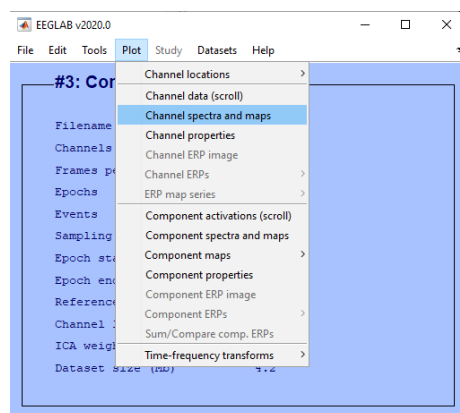 EEGLAB v2020.0
File Edit Tools Plot Study Datasets Help
#3: Cor
Channel locations
Channel data (scroll)
Channel spectra and maps
Channel properties
Channel ERP image
Channel ERPs
ERP map series
Component activations (scroll)
Component spectra and maps
Component maps
Component properties
Component ERP image
Component ERPs
Sum/Compare comp. ERPs
Time-frequency transforms
Filename
Channels
Frames pe
Epochs
Events
Sampling
Epoch sta
Epoch end
Reference
Channel l
ICA weigh
Dataset size (Mb) 4.2